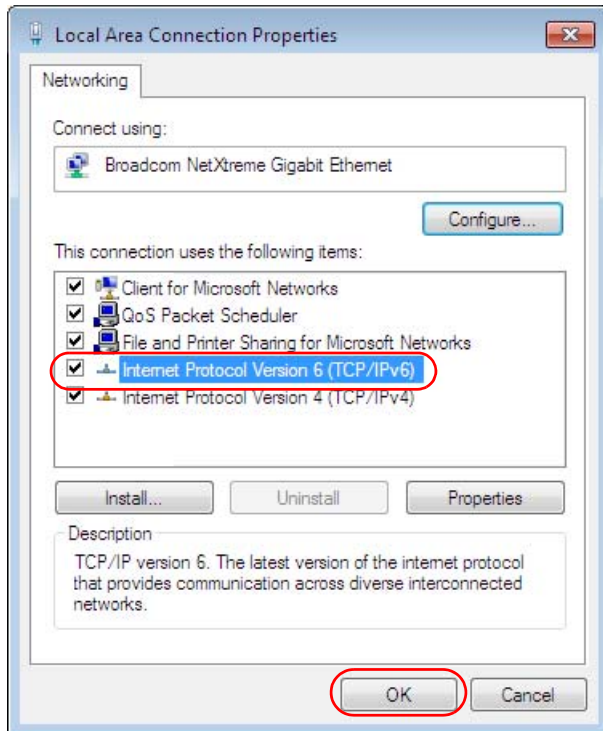 Local Area Connection Properties
Networking
Connect using:
Broadcom NetXtreme Gigabit Ethernet
Configure...
This connection uses the following items:
Client for Microsoft Networks
QoS Packet Scheduler
File and Printer Sharing for Microsoft Networks
Internet Protocol Version 6 (TCP/IPv6)
Internet Protocol Version 4 (TCP/IPv4)
Install... Uninstall Properties
Description
TCP/IP version 6. The latest version of the internet protocol
that provides communication across diverse interconnected
networks.
OK Cancel